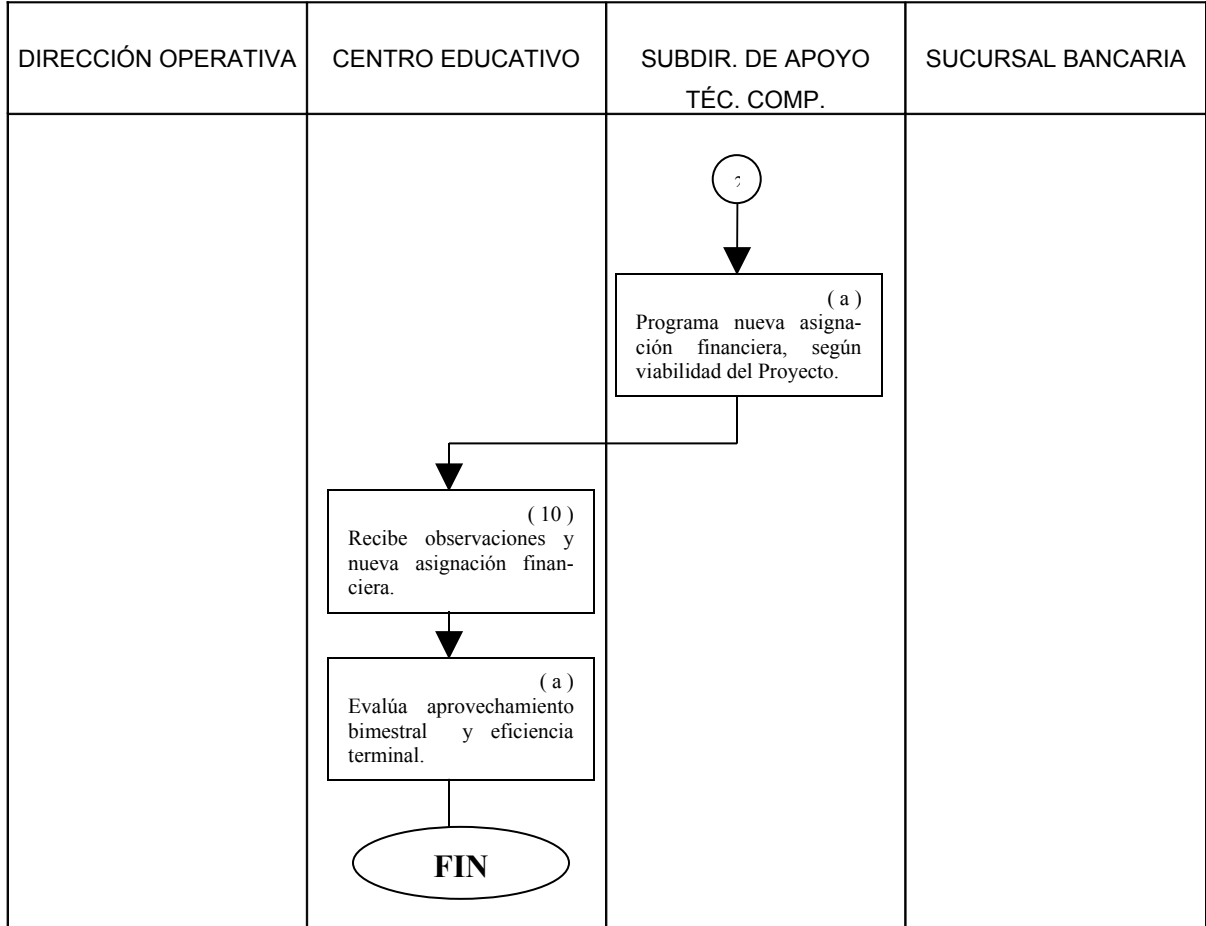 DIRECCIÓN OPERATIVA
CENTRO EDUCATIVO
SUBDIR. DE APOYO
TÉC. COMP.
SUCURSAL BANCARIA
( a )
Programa nueva asigna-
ción financiera, según
viabilidad del Proyecto.
( 10 )
Recibe observaciones y
nueva asignación finan-
ciera.
( a )
Evalúa aprovechamiento
bimestral y eficiencia
terminal.
FIN